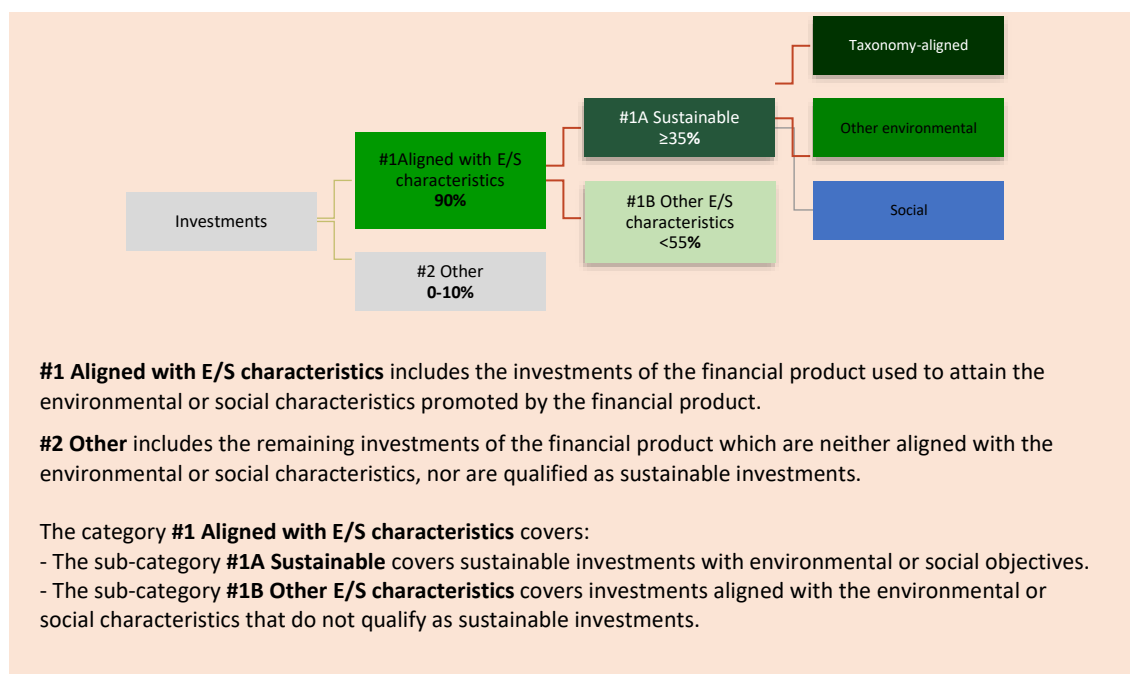 Taxonomy-aligned
#1A Sustainable
≥35%
Other environmental
#1Aligned with E/S
characteristics
90%
#1B Other E/S
characteristics
<55%
Social
Investments
#2 Other
0-10%
#1 Aligned with E/S characteristics includes the investments of the financial product used to attain the
environmental or social characteristics promoted by the financial product.
#2 Other includes the remaining investments of the financial product which are neither aligned with the
environmental or social characteristics, nor are qualified as sustainable investments.
The category #1 Aligned with E/S characteristics covers:
- The sub-category #1A Sustainable covers sustainable investments with environmental or social objectives.
- The sub-category #1B Other E/S characteristics covers investments aligned with the environmental or
social characteristics that do not qualify as sustainable investments.